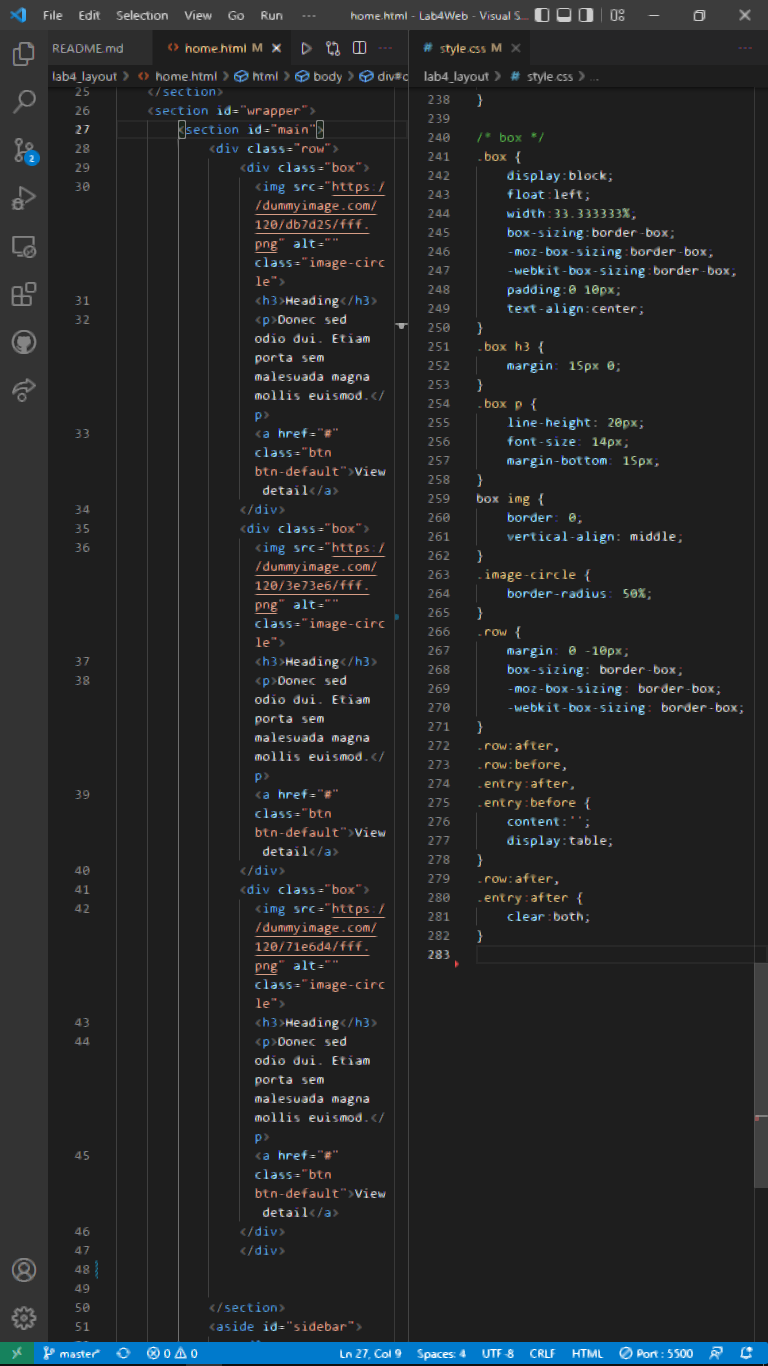 File Edit Selection View Go Run ··· home.html - Lab4Web - Visual S...
README.md <> home.html M × ···
# style.css M × ···
lab4_layout > <> home.html > html > body > div#c
lab4_layout > # style.css > ...
25 </section>
26 <section id="wrapper">
27 <section id="main">
28 <div class="row">
29 <div class="box">
30 <img src="https:/
/dummyimage.com/
120/db7d25/fff.
png" alt=""
class="image-circ
le">
31 <h3>Heading</h3>
32 <p>Donec sed
odio dui. Etiam
porta sem
malesuada magna
mollis euismod.</
p>
33 <a href="#"
class="btn
btn-default">View
detail</a>
34 </div>
35 <div class="box">
36 <img src="https:/
/dummyimage.com/
120/3e73e6/fff.
png" alt=""
class="image-circ
le">
37 <h3>Heading</h3>
38 <p>Donec sed
odio dui. Etiam
porta sem
malesuada magna
mollis euismod.</
p>
39 <a href="#"
class="btn
btn-default">View
detail</a>
40 </div>
41 <div class="box">
42 <img src="https:/
/dummyimage.com/
120/71e6d4/fff.
png" alt=""
class="image-circ
le">
43 <h3>Heading</h3>
44 <p>Donec sed
odio dui. Etiam
porta sem
malesuada magna
mollis euismod.</
p>
45 <a href="#"
class="btn
btn-default">View
detail</a>
46 </div>
47 </div>
48
49
50 </section>
51 <aside id="sidebar">
238 }
239
240 /* box */
241 .box {
242 display:block;
243 float:left;
244 width:33.333333%;
245 box-sizing:border-box;
246 -moz-box-sizing:border-box;
247 -webkit-box-sizing:border-box;
248 padding:0 10px;
249 text-align:center;
250 }
251 .box h3 {
252 margin: 15px 0;
253 }
254 .box p {
255 line-height: 20px;
256 font-size: 14px;
257 margin-bottom: 15px;
258 }
259 box img {
260 border: 0;
261 vertical-align: middle;
262 }
263 .image-circle {
264 border-radius: 50%;
265 }
266 .row {
267 margin: 0 -10px;
268 box-sizing: border-box;
269 -moz-box-sizing: border-box;
270 -webkit-box-sizing: border-box;
271 }
272 .row:after,
273 .row:before,
274 .entry:after,
275 .entry:before {
276 content:'';
277 display:table;
278 }
279 .row:after,
280 .entry:after {
281 clear:both;
282 }
283
2
master* 0 0 Ln 27, Col 9 Spaces: 4 UTF-8 CRLF HTML Port : 5500